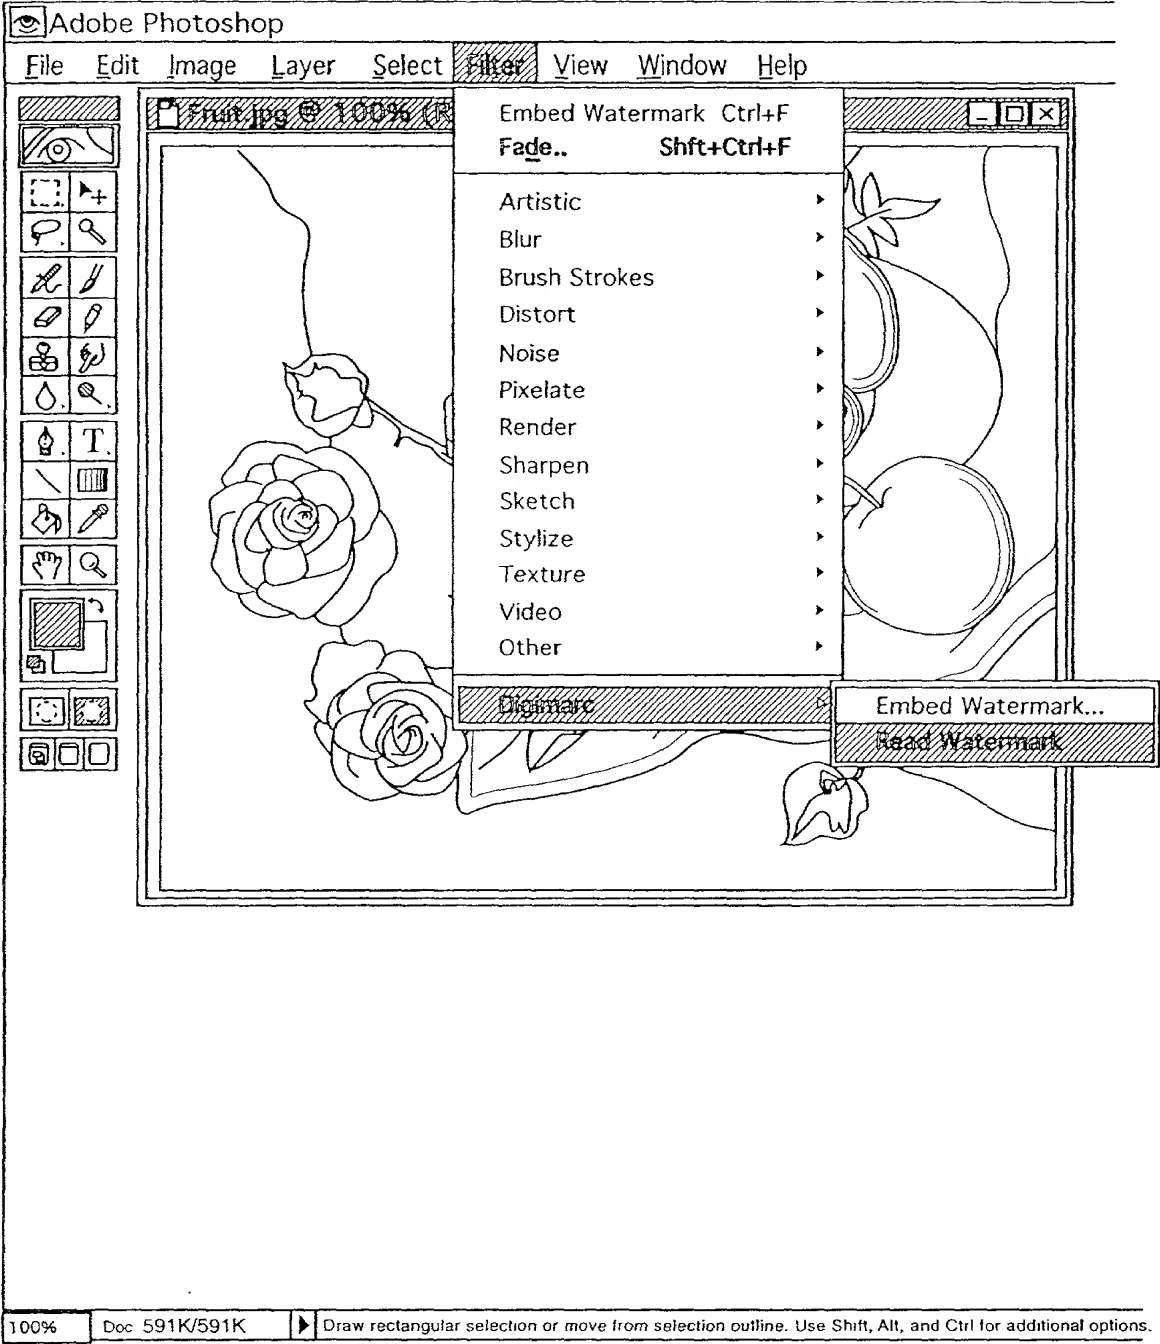 Adobe Photoshop
File Edit Image Layer Select Filter View Window Help
Fruit.jpg @ 100% (R
Embed Watermark Ctrl+F
Fade.. Shft+Ctrl+F
Artistic
Blur
Brush Strokes
Distort
Noise
Pixelate
Render
Sharpen
Sketch
Stylize
Texture
Video
Other
Digimarc
Embed Watermark...
Read Watermark
T
100% Doc 591K/591K Draw rectangular selection or move from selection outline. Use Shift, Alt, and Ctrl for additional options.